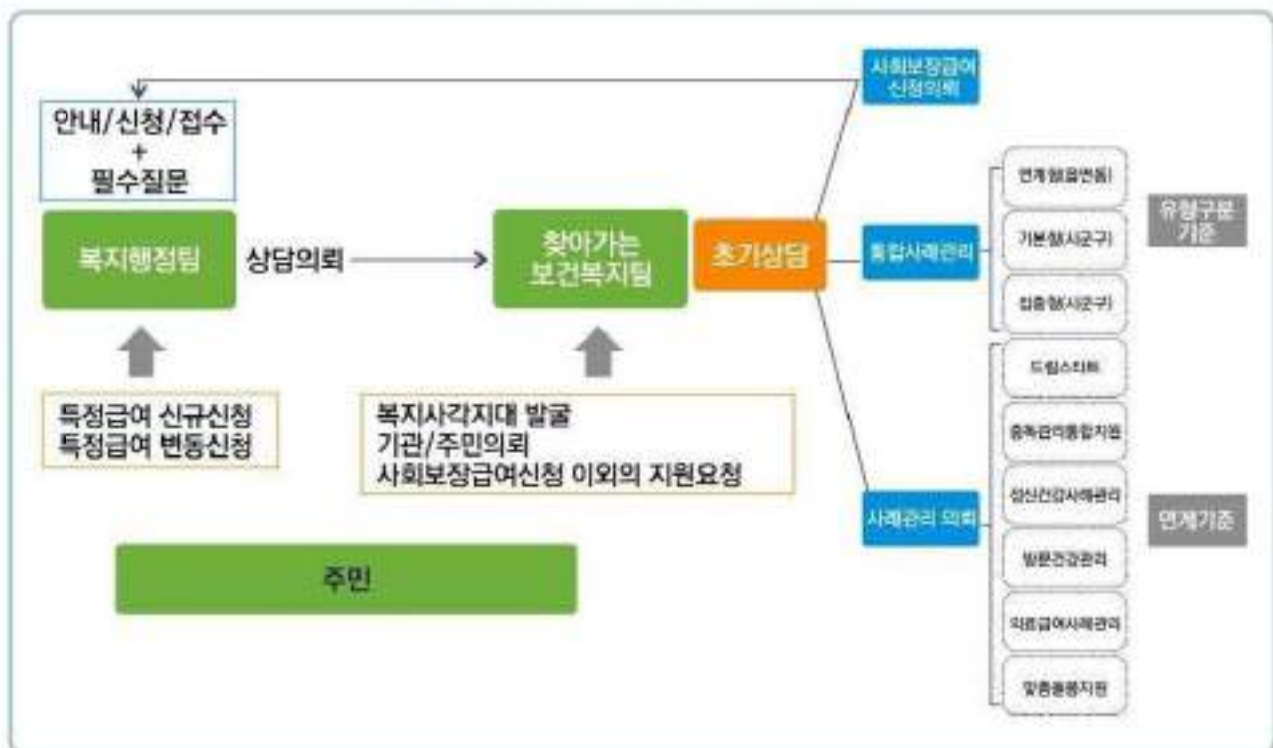 사회보장급여
신청의뢰
안내/신청/접수
+
필수질문
복지행정팀
상담의뢰
찾아가는
보건복지팀
초기상담
통합사례관리
연계형(읍면동)
기본형(시군구)
집중형(시군구)
유형구분
기준
특정급여 신규신청
특정급여 변동신청
복지사각지대 발굴
기관/주민의뢰
사회보장급여신청 이외의 지원요청
주민
사례관리 의뢰
드림스타트
중독관리통합지원
정신건강사례관리
방문건강관리
의료급여사례관리
맞춤돌봄지원
연계기준